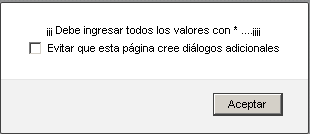 ¡¡¡ Debe ingresar todos los valores con * ....¡¡¡¡
Evitar que esta página cree diálogos adicionales
Aceptar